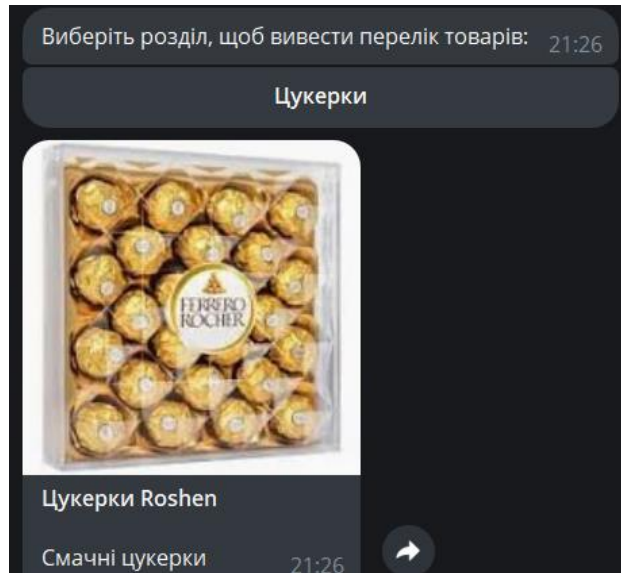 Виберіть розділ, щоб вивести перелік товарів:
21:26
Цукерки
FERRERO
ROCHER
Цукерки Roshen
Смачні цукерки
21:26